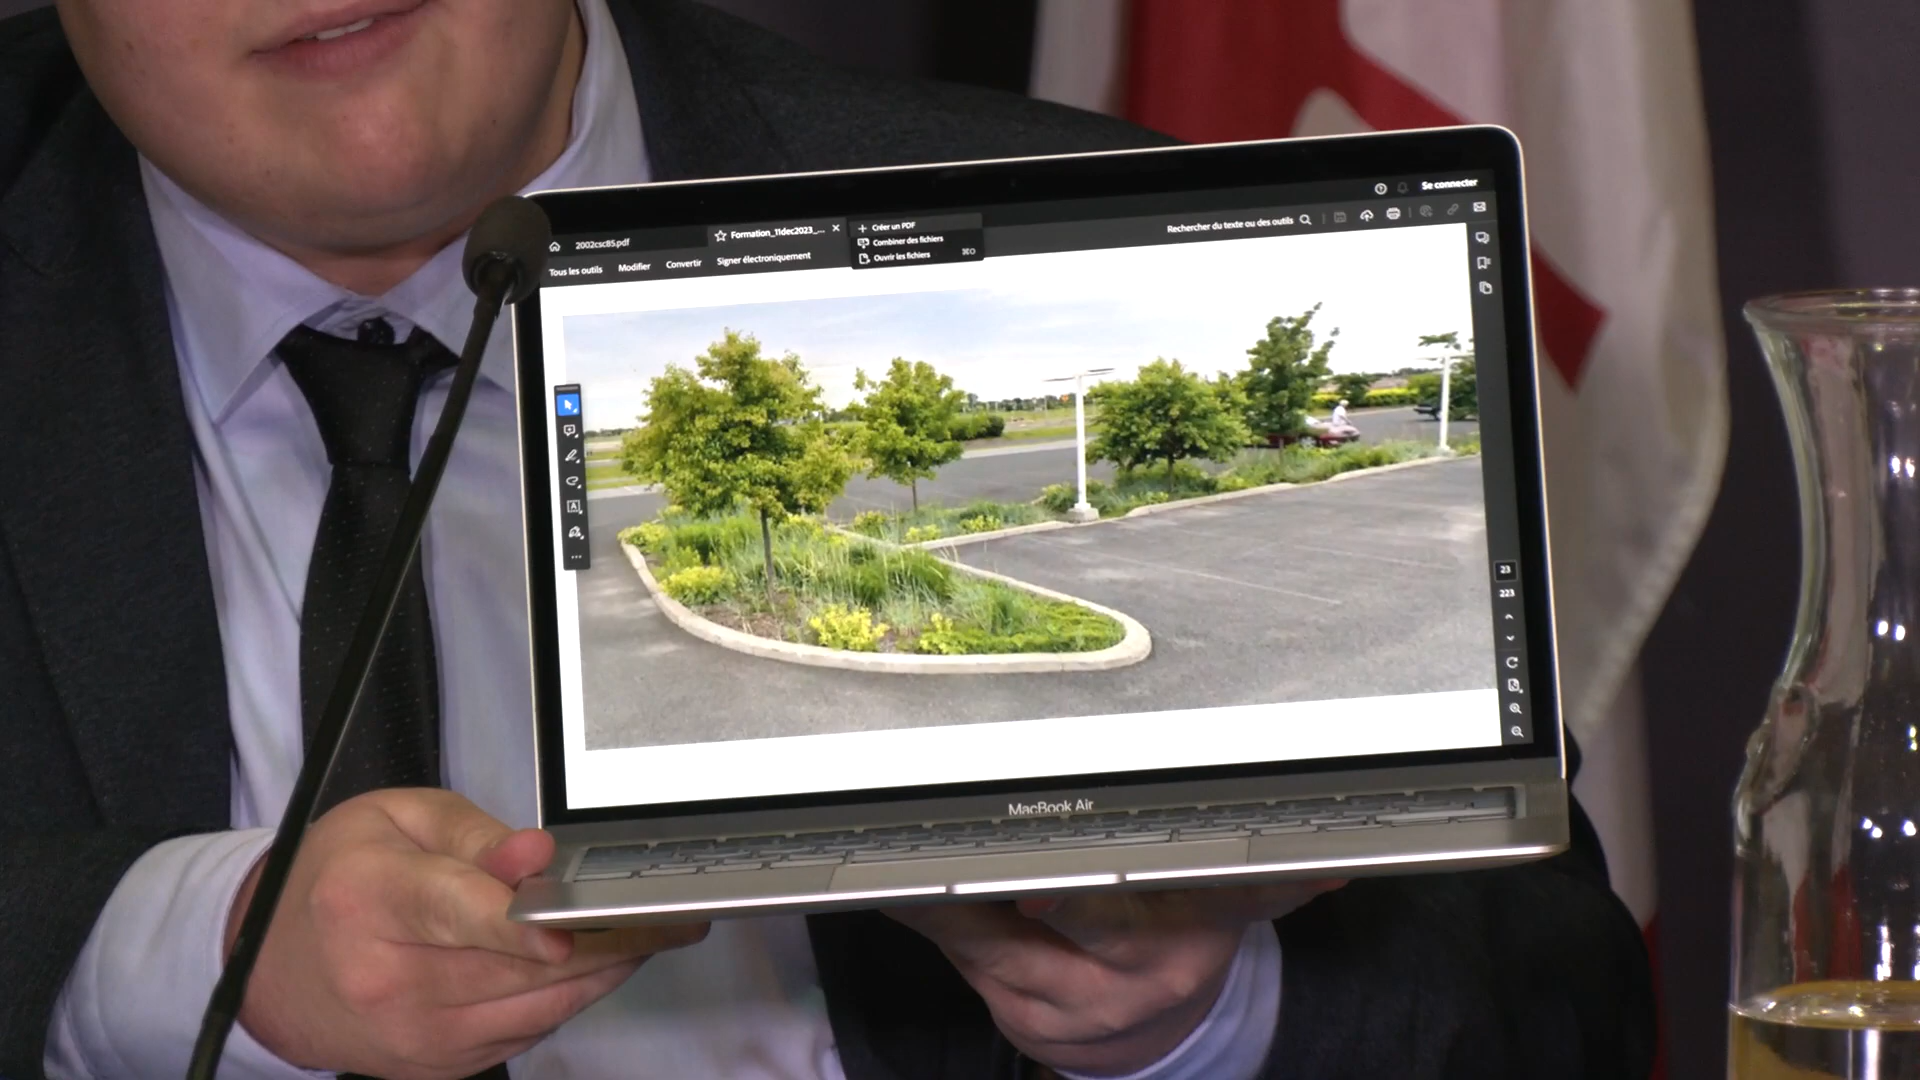 Se connecter
2002csc85.pdf
Formation_11dec2023_...
Créer un PDF
Combiner des fichiers
Ouvrir les fichiers ⌘O
Rechercher du texte ou des outils
Tous les outils
Modifier
Convertir
Signer électroniquement
23
223
MacBook Air